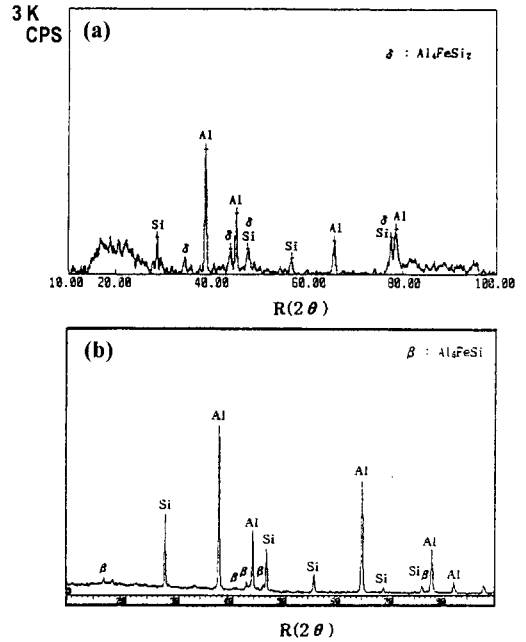 3 K
CPS
(a)
δ : Al₄FeSi₂
Al
Si
δ
δ
Al
δ
Si
Si
Al
δ
Si
Al
10.00 20.00 40.00 60.00 80.00 100.00
R(2θ)
(b)
β : Al₅FeSi
β
Si
Al
β
β
Al
β
Si
Si
Al
Si
Si
β
Al
Al
R(2θ)